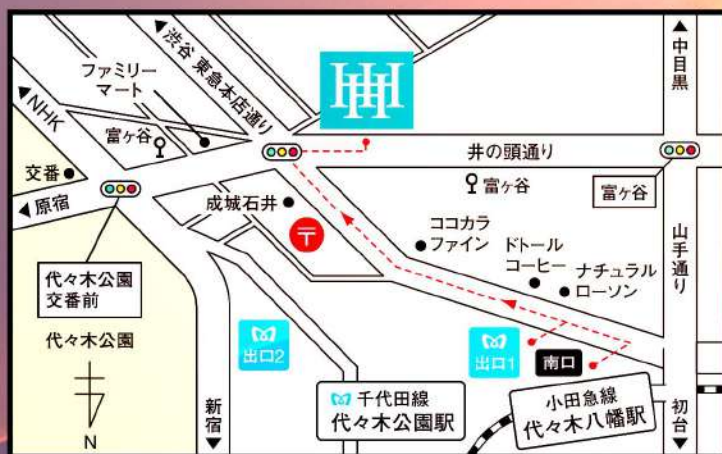 渋谷 東急本店通り
HH
中目黒
ファミリー
マート
NHK
富ヶ谷
交番
原宿
井の頭通り
富ヶ谷
富ヶ谷
成城石井
〒
ココカラ
ファイン
ドトール
コーヒー
ナチュラル
ローソン
山手通り
代々木公園
交番前
代々木公園
N
新宿
出口2
出口1
南口
千代田線
代々木公園駅
小田急線
代々木八幡駅
初台